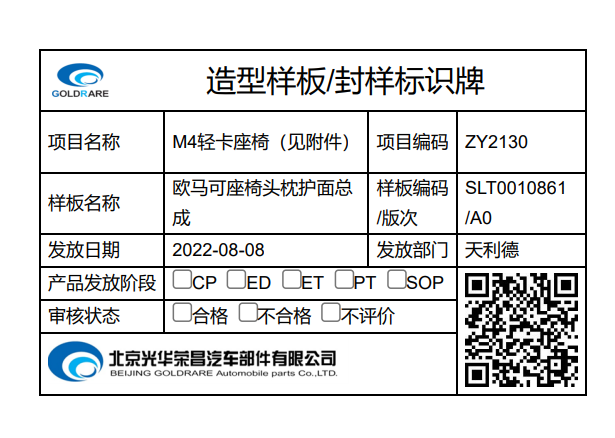 GOLDRARE
造型样板/封样标识牌
项目名称 M4轻卡座椅（见附件） 项目编码 ZY2130
样板名称 欧马可座椅头枕护面总成 样板编码/版次 SLT0010861/A0
发放日期 2022-08-08 发放部门 天利德
产品发放阶段 CP ED ET PT SOP
审核状态 合格 不合格 不评价
北京光华荣昌汽车部件有限公司
BEIJING GOLDRARE Automobile parts Co.,LTD.